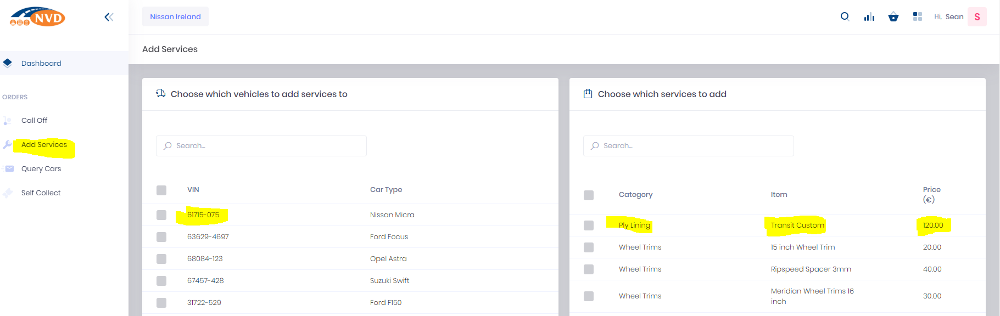 NVD
Nissan Ireland
Hi, Sean S
Add Services
Dashboard
ORDERS
Call Off
Add Services
Query Cars
Self Collect
Choose which vehicles to add services to
Search...
VIN Car Type
61715-075 Nissan Micra
63629-4697 Ford Focus
68084-123 Opel Astra
67457-428 Suzuki Swift
31722-529 Ford F150
Choose which services to add
Search...
Category Item Price
(€)
Ply Lining Transit Custom 120.00
Wheel Trims 15 inch Wheel Trim 20.00
Wheel Trims Ripspeed Spacer 3mm 40.00
Wheel Trims Meridian Wheel Trims 16 30.00
inch